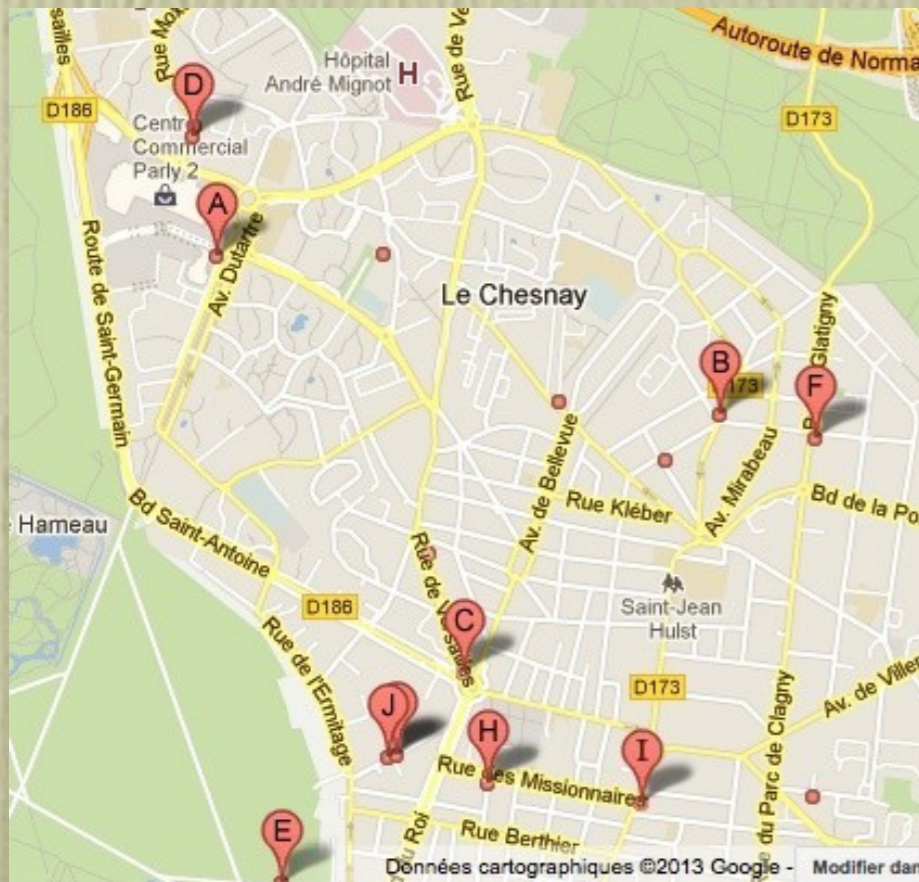 Autoroute de Norma
Rue de Ve
Hôpital
André Mignot
H
sailles
Rue Mox
D186
D
D173
Centre
Commercial
Parly 2
A
Av. Dutartre
Route de Saint-Germain
Le Chesnay
Glatigny
B
D173
F
Av. de Bellevue
Av. Mirabeau
Rue Kléber
Bd de la Po
Hameau
Bd Saint-Antoine
Rue de Versailles
Saint-Jean
Hulst
D186
C
Rue de l'Ermitage
D173
Av. de Viller
J
H
I
Rue des Missionnaires
Rue du Parc de Clagny
Rue Berthier
u Roi
E
Données cartographiques ©2013 Google -
Modifier dan